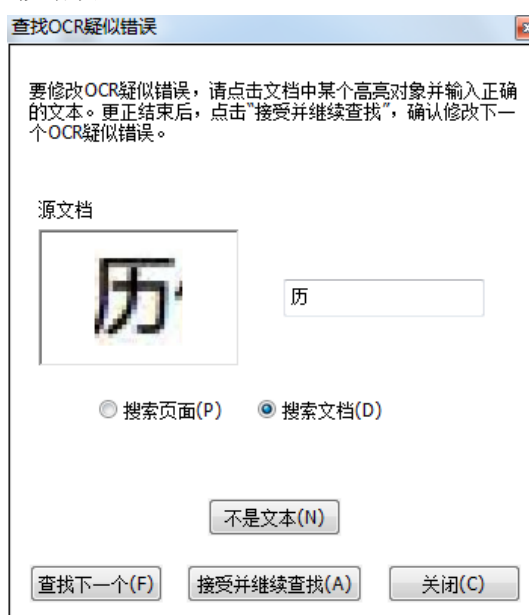 查找OCR疑似错误
要修改OCR疑似错误，请点击文档中某个高亮对象并输入正确
的文本。更正结束后，点击"接受并继续查找"，确认修改下一
个OCR疑似错误。
源文档
历
历
搜索页面(P) 搜索文档(D)
不是文本(N)
查找下一个(F) 接受并继续查找(A) 关闭(C)